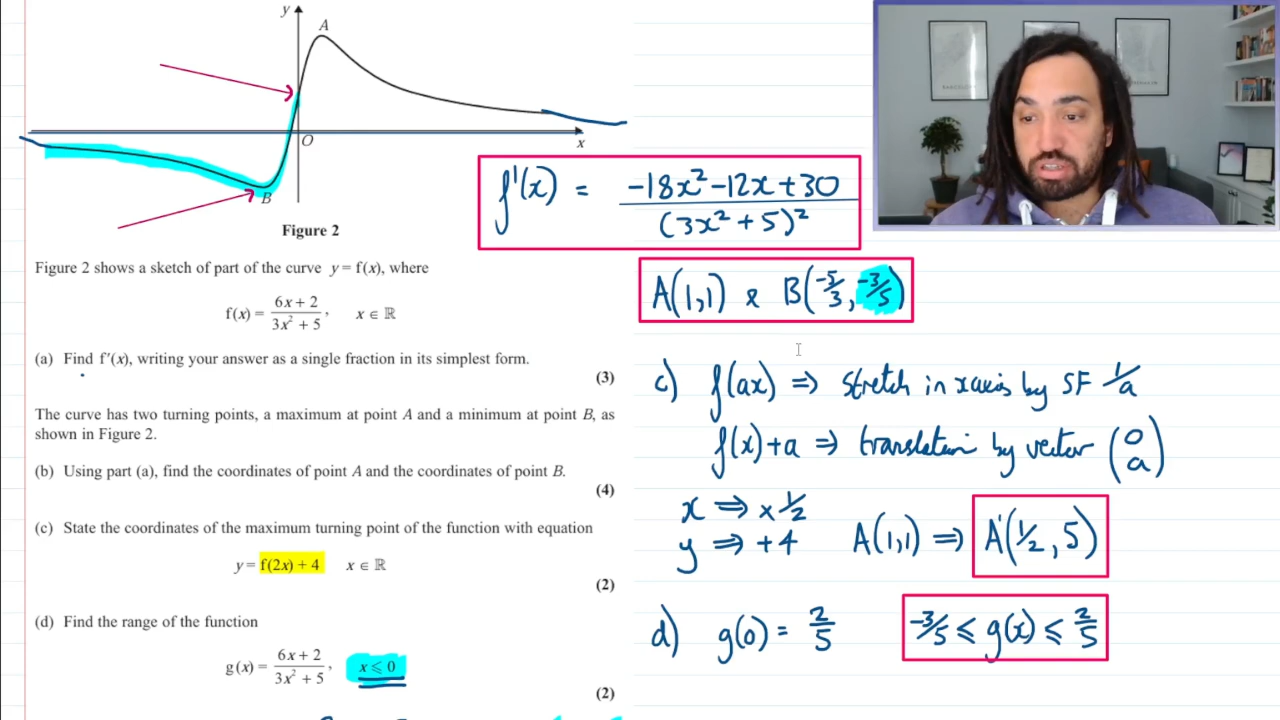 y
A
O
x
B
Figure 2
f'(x) = -18x² -12x +30 / (3x² + 5)²
Figure 2 shows a sketch of part of the curve y = f(x), where
A(1,1) & B(-5/3, -3/5)
f(x) = 6x + 2 / 3x² + 5, x ∈ ℝ
(a) Find f′(x), writing your answer as a single fraction in its simplest form.
(3)
The curve has two turning points, a maximum at point A and a minimum at point B, as
shown in Figure 2.
(b) Using part (a), find the coordinates of point A and the coordinates of point B.
(4)
(c) State the coordinates of the maximum turning point of the function with equation
y = f(2x) + 4 x ∈ ℝ
(2)
(d) Find the range of the function
g(x) = 6x + 2 / 3x² + 5, x ⩽ 0
(2)
c) f(ax) ⇒ stretch in x axis by SF 1/a
f(x)+a ⇒ translation by vector (0 a)
x ⇒ × 1/2
y ⇒ + 4
A(1,1) ⇒ A'(1/2, 5)
d) g(0) = 2/5
-3/5 ⩽ g(x) ⩽ 2/5